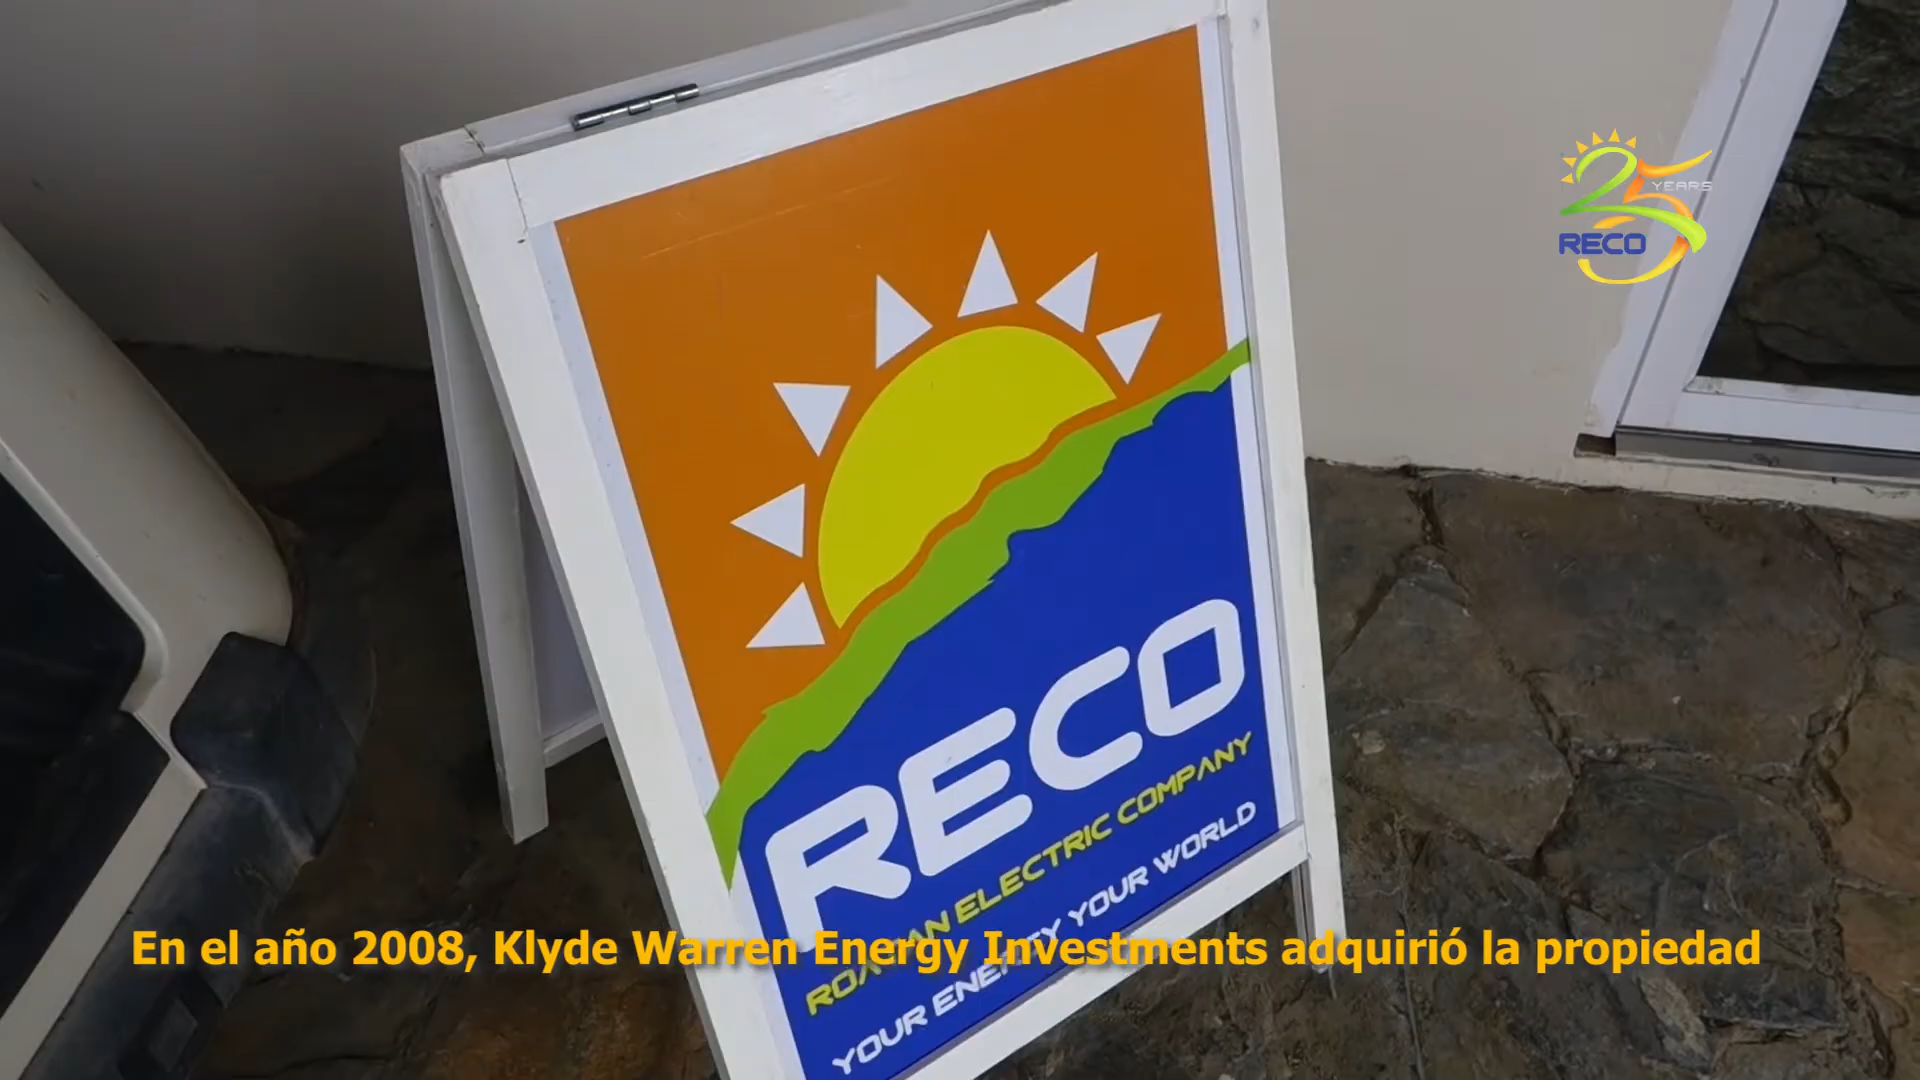 25 YEARS
RECO
RECO
ROATAN ELECTRIC COMPANY
YOUR ENERGY YOUR WORLD
En el año 2008, Klyde Warren Energy Investments adquirió la propiedad